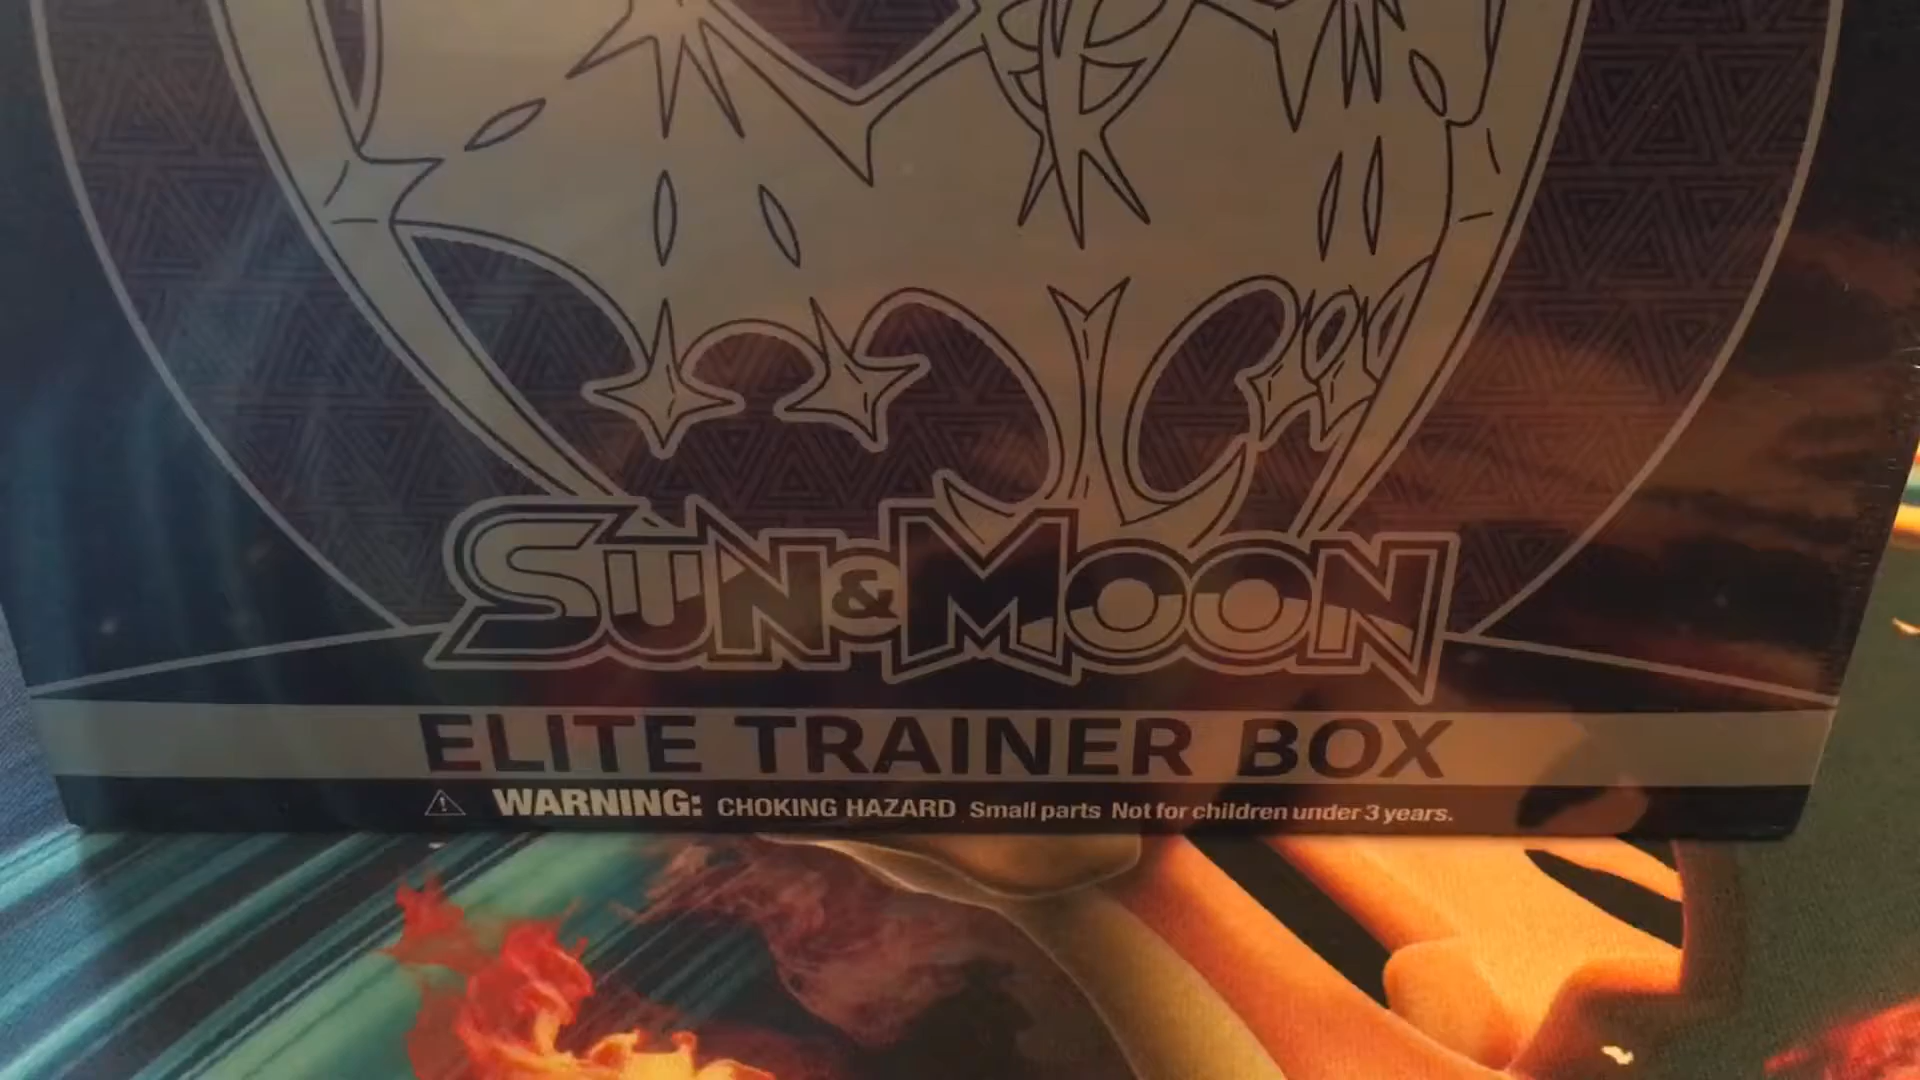 SUN & MOON
ELITE TRAINER BOX
WARNING: CHOKING HAZARD Small parts Not for children under 3 years.